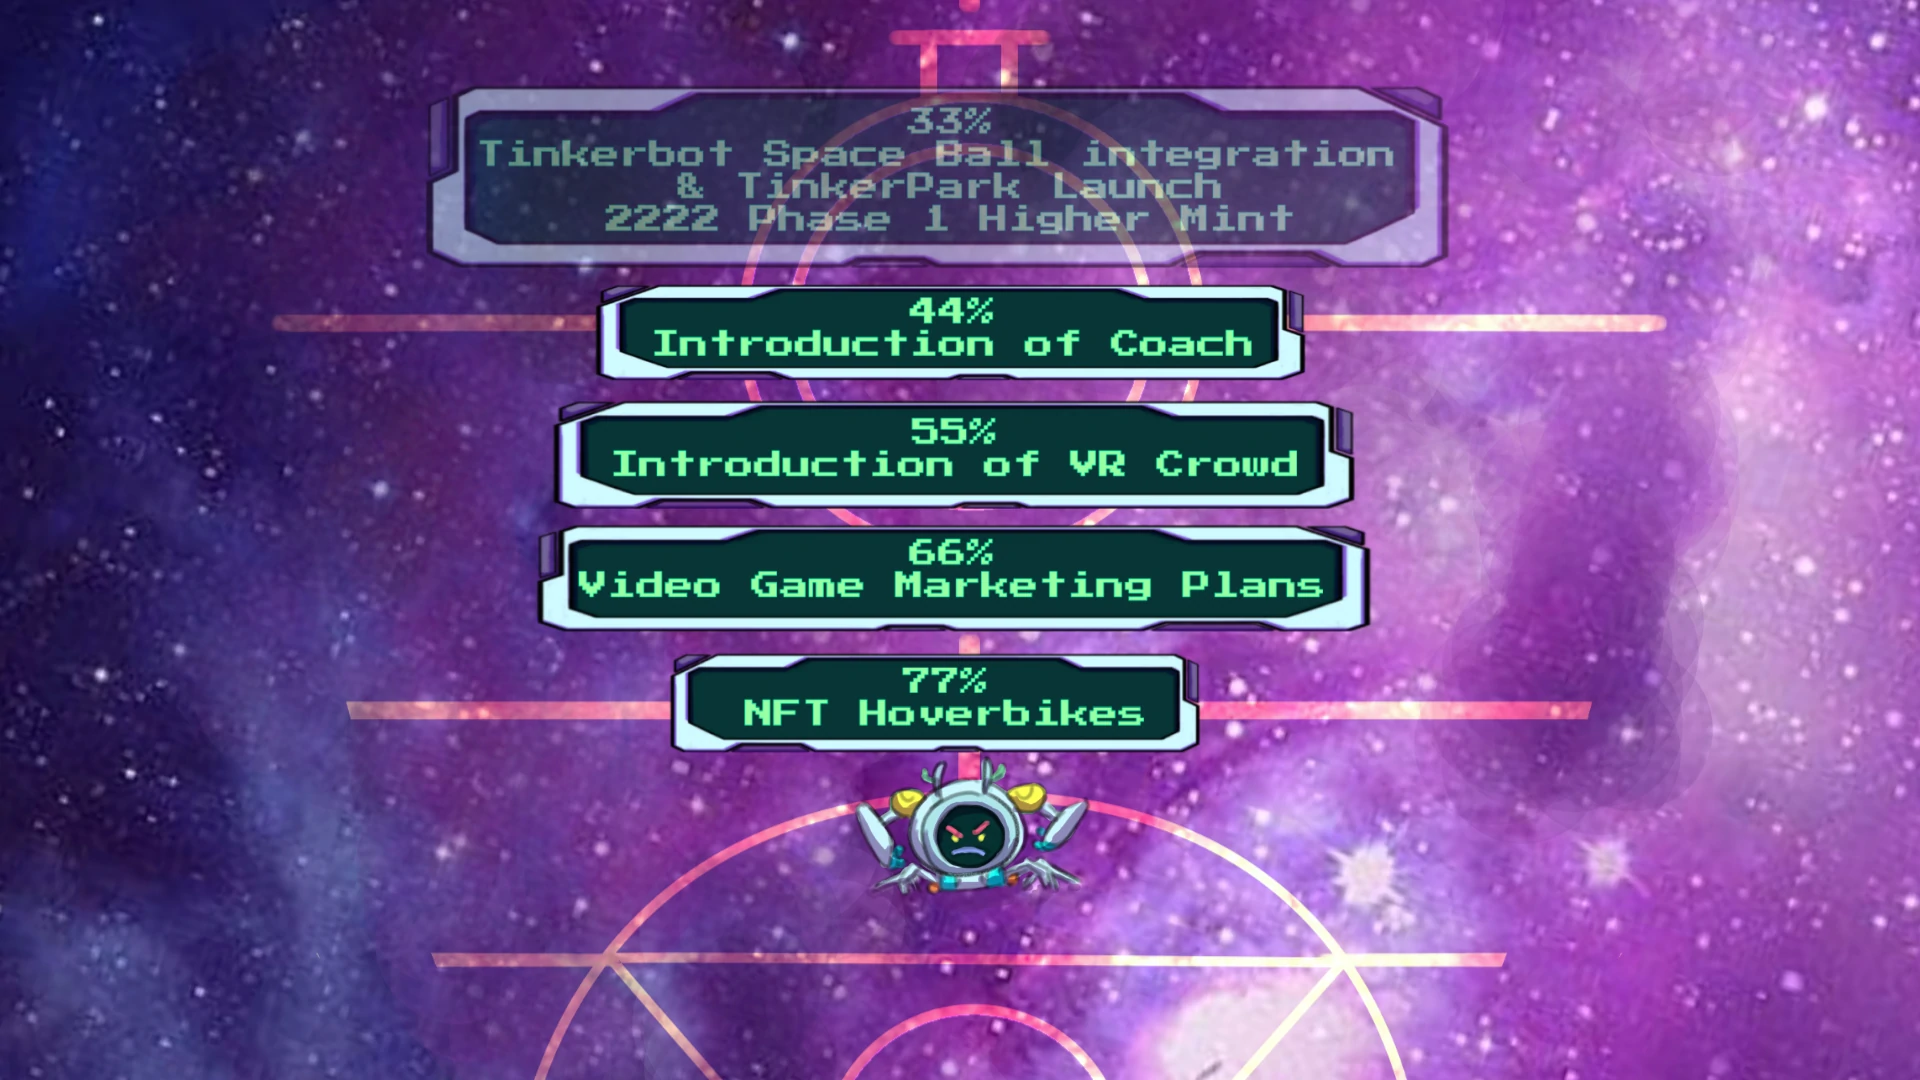 33%
Tinkerbot Space Ball integration
& TinkerPark Launch
2222 Phase 1 Higher Mint
44%
Introduction of Coach
55%
Introduction of VR Crowd
66%
Video Game Marketing Plans
77%
NFT Hoverbikes